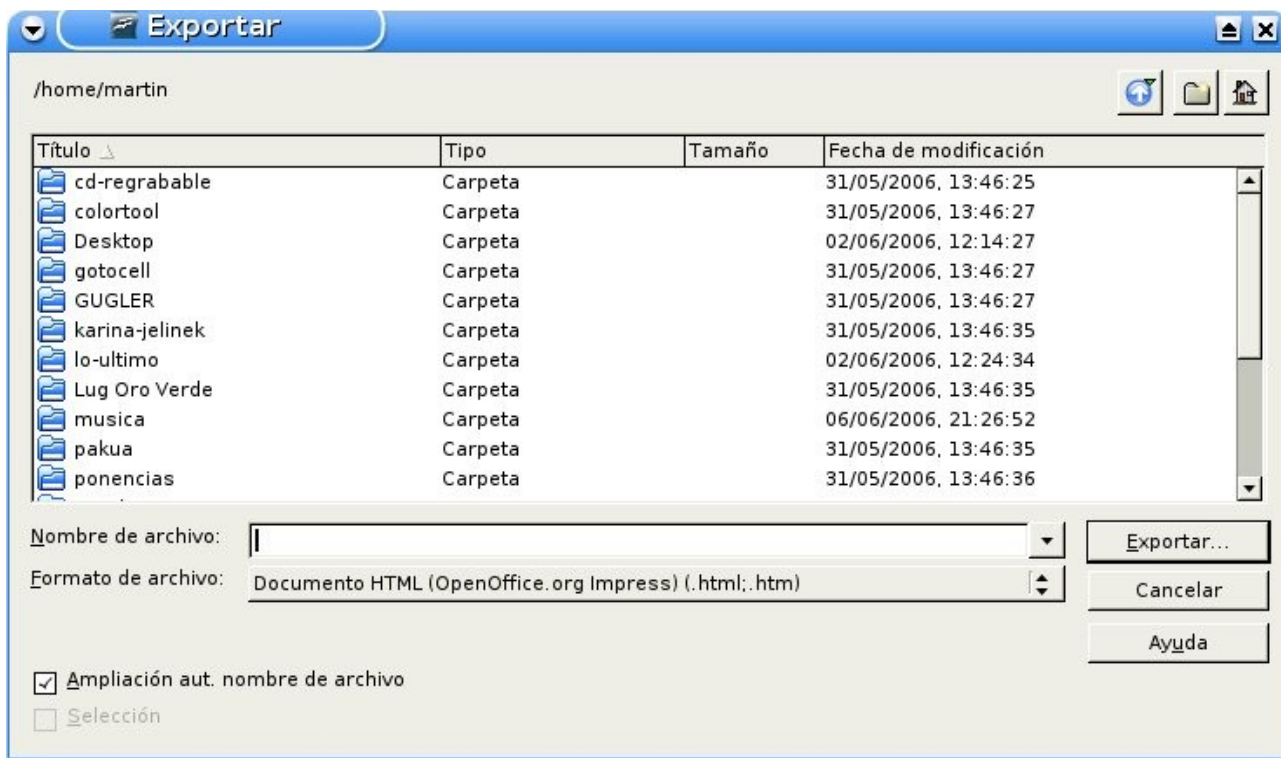 Exportar
/home/martin
Título Tipo Tamaño Fecha de modificación
cd-regrabable Carpeta 31/05/2006, 13:46:25
colortool Carpeta 31/05/2006, 13:46:27
Desktop Carpeta 02/06/2006, 12:14:27
gotocell Carpeta 31/05/2006, 13:46:27
GUGLER Carpeta 31/05/2006, 13:46:27
karina-jelinek Carpeta 31/05/2006, 13:46:35
lo-ultimo Carpeta 02/06/2006, 12:24:34
Lug Oro Verde Carpeta 31/05/2006, 13:46:35
musica Carpeta 06/06/2006, 21:26:52
pakua Carpeta 31/05/2006, 13:46:35
ponencias Carpeta 31/05/2006, 13:46:36
Nombre de archivo: Exportar...
Formato de archivo: Documento HTML (OpenOffice.org Impress) (.html;.htm)
Cancelar
Ayuda
Ampliación aut. nombre de archivo
Selección